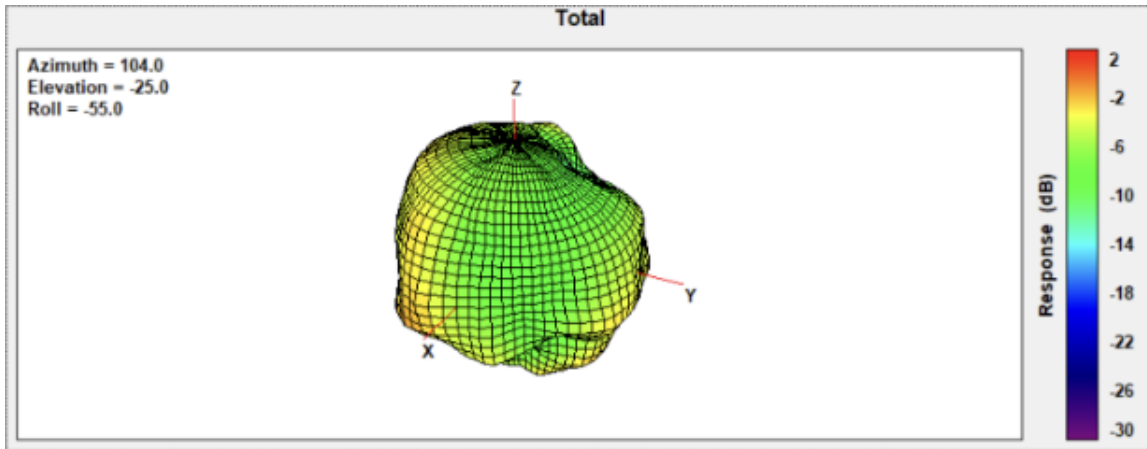 Total
Azimuth = 104.0
Elevation = -25.0
Roll = -55.0
Z
Y
X
Response (dB)
2
-2
-6
-10
-14
-18
-22
-26
-30